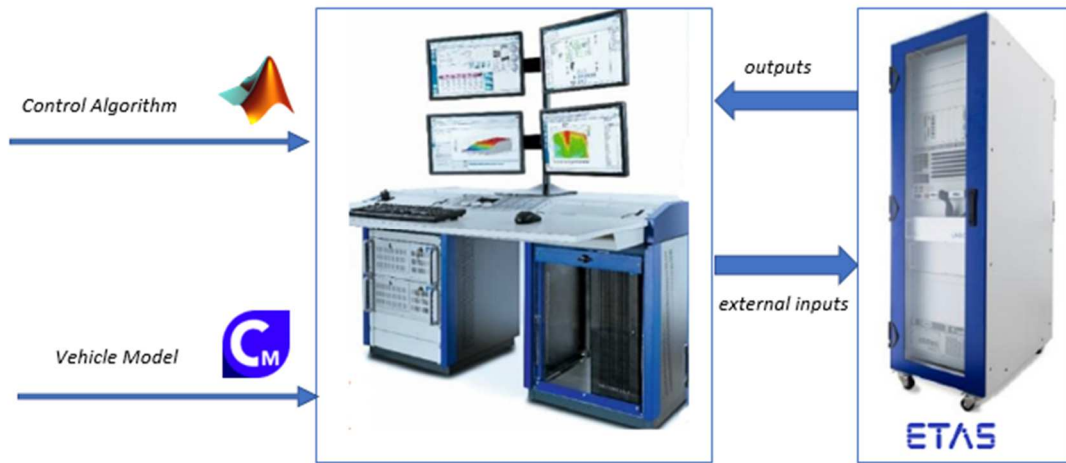 outputs
Control Algorithm
external inputs
Vehicle Model
CM
ETAS